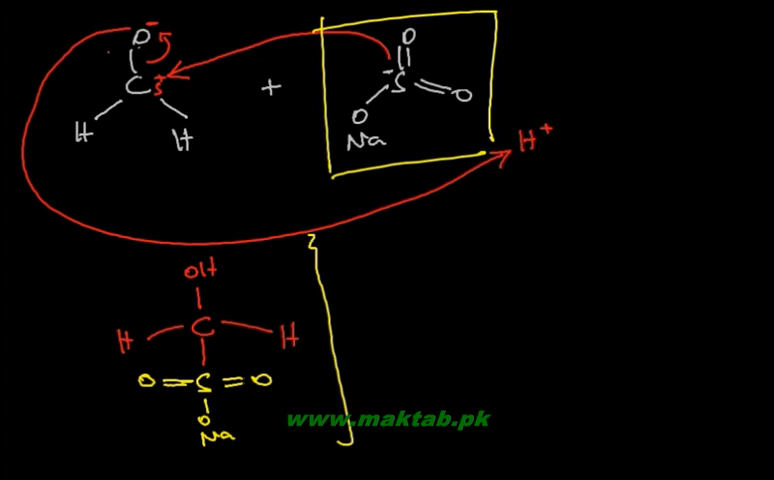 O⁻ O
C δ⁺ + ⁻S O
H H O
Na H⁺
OH
H C H
O = S = O
O
Na
www.maktab.pk